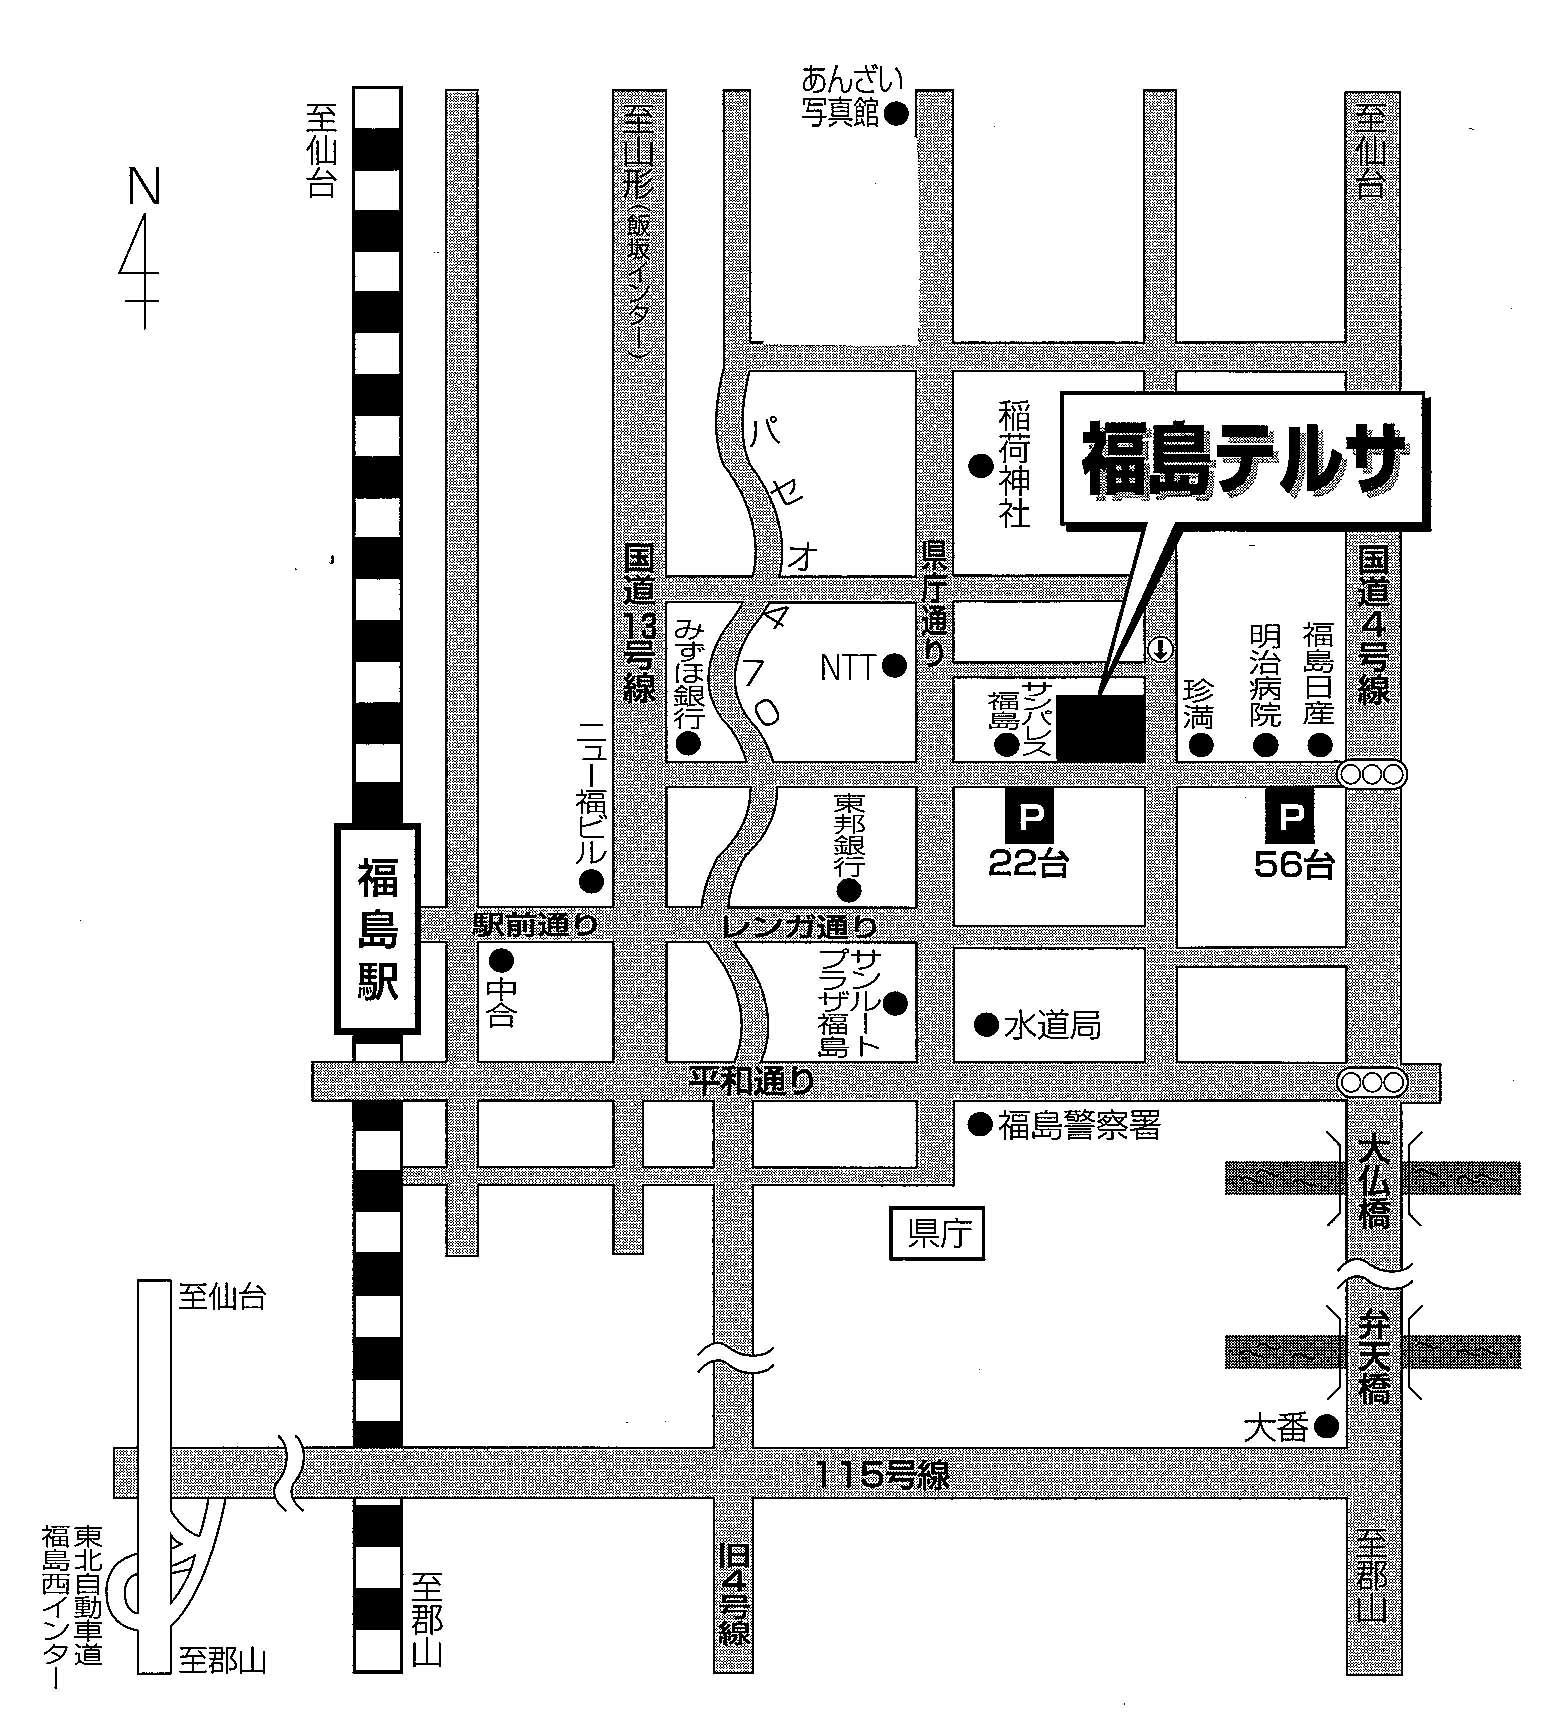 あんざい
写真館
至仙台
至山形(飯坂インター)
至仙台
N
稲荷神社
福島テルサ
パセオ470
国道13号線
県庁通り
国道4号線
みずほ銀行
NTT
サンパレス
福島
珍満
明治病院
福島日産
ニュー福ビル
東邦銀行
P
22台
P
56台
福島駅
駅前通り
レンガ通り
中合
サンルート
プラザ福島
水道局
平和通り
福島警察署
大仏橋
県庁
至仙台
弁天橋
大番
115号線
東北自動車道
福島西インター
至郡山
至郡山
旧4号線
至郡山